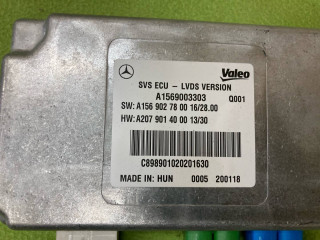 Valeo
SVS ECU - LVDS VERSION
A1569003303 Q001
SW: A156 902 78 00 16/28.00
HW: A207 901 40 00 13/30
C898901020201630
MADE IN: HUN 0005 200118